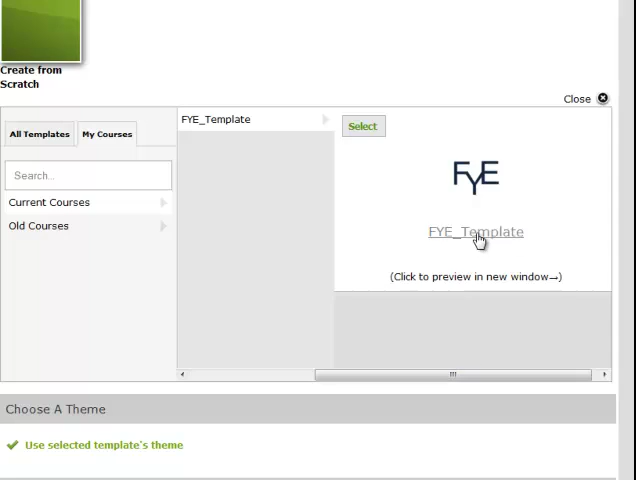 Create from
Scratch
Close
All Templates
My Courses
FYE_Template
Select
Search...
Current Courses
Old Courses
FYE
FYE_Template
(Click to preview in new window→)
Choose A Theme
Use selected template's theme